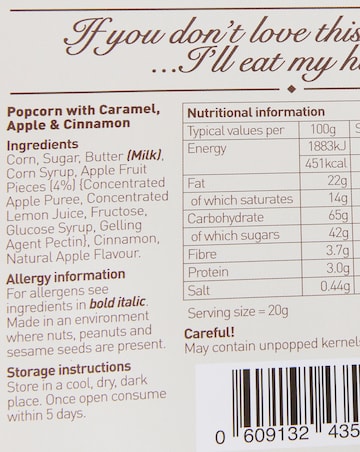 If you don't love this
...I'll eat my h
Popcorn with Caramel,
Apple & Cinnamon
Ingredients
Corn, Sugar, Butter (Milk),
Corn Syrup, Apple Fruit
Pieces (4%) {Concentrated
Apple Puree, Concentrated
Lemon Juice, Fructose,
Glucose Syrup, Gelling
Agent Pectin}, Cinnamon,
Natural Apple Flavour.
Allergy information
For allergens see
ingredients in bold italic.
Made in an environment
where nuts, peanuts and
sesame seeds are present.
Storage instructions
Store in a cool, dry, dark
place. Once open consume
within 5 days.
Nutritional information
Typical values per 100g S
Energy 1883kJ
451kcal
Fat 22g
of which saturates 14g
Carbohydrate 65g
of which sugars 42g
Fibre 3.7g
Protein 3.0g
Salt 0.44g
Serving size = 20g
Careful!
May contain unpopped kernels
0 609132 435